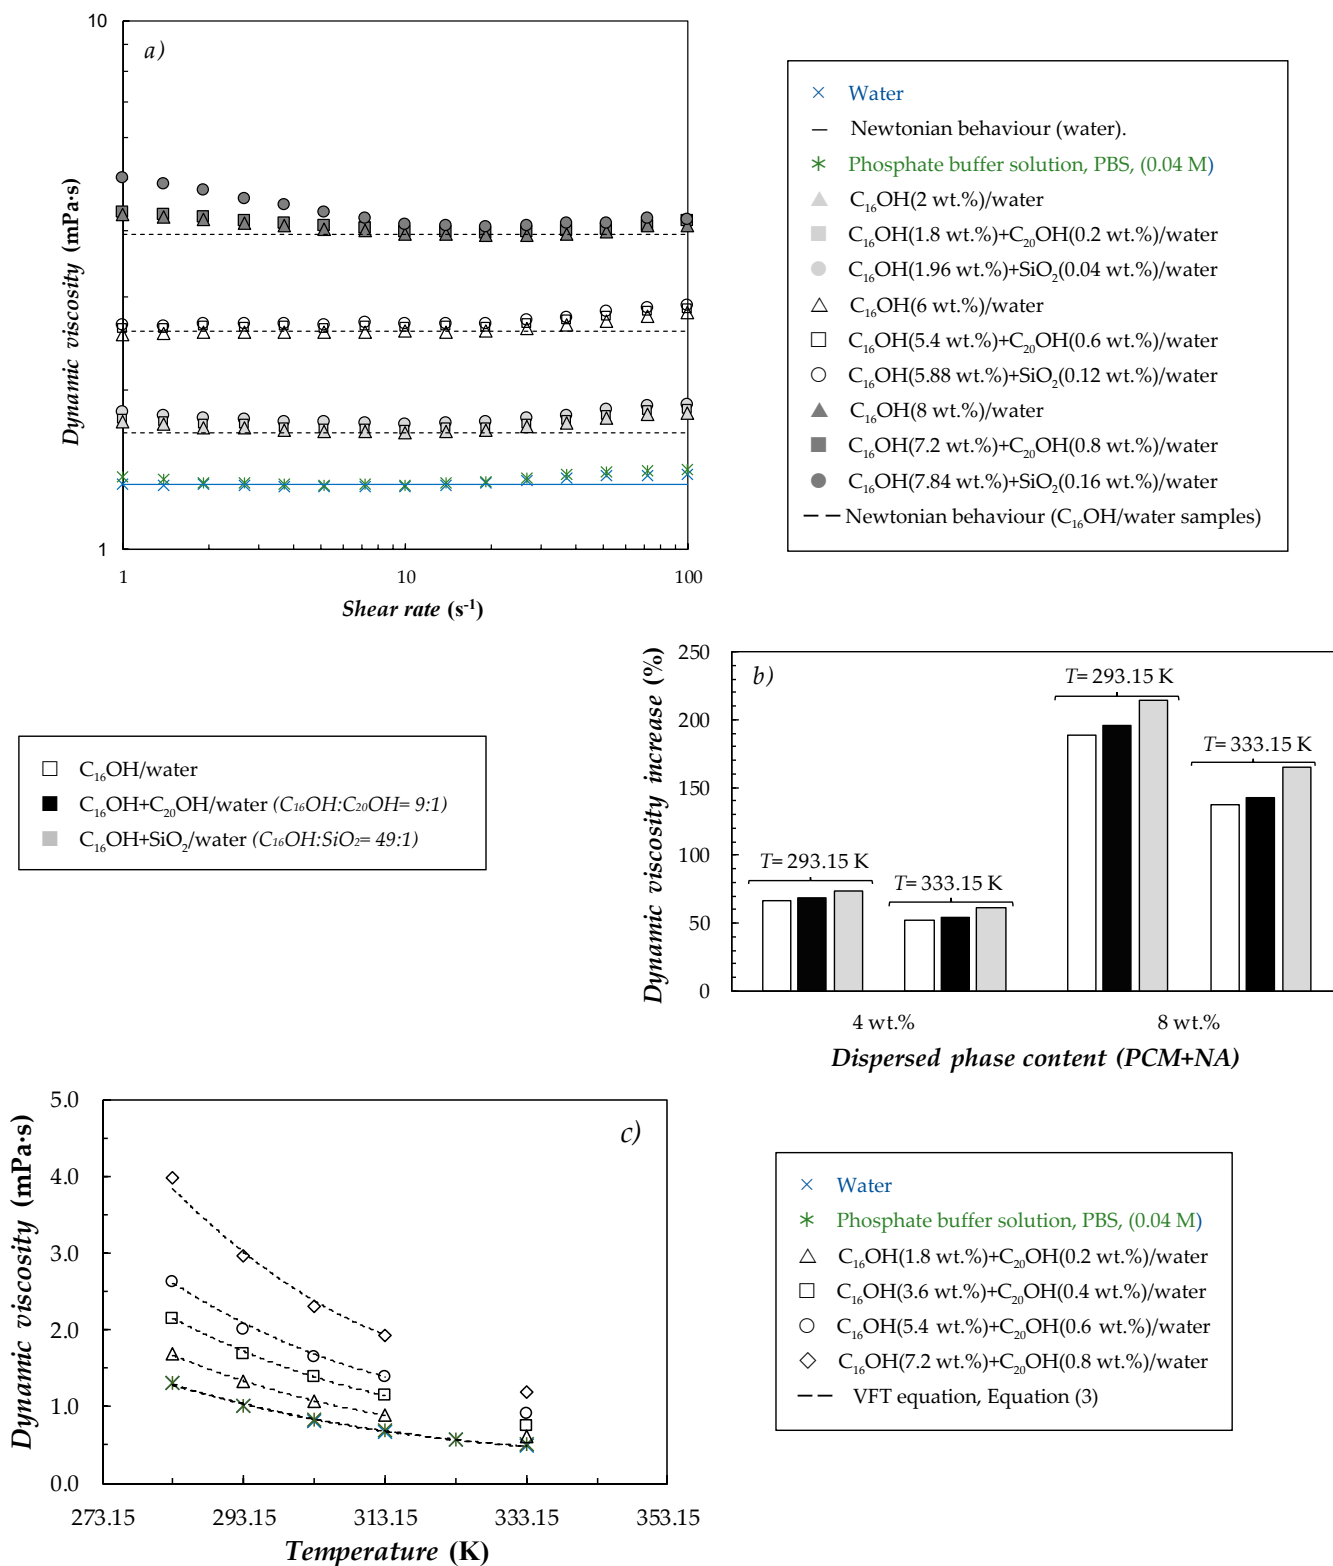 10
a)
Dynamic viscosity (mPa·s)
1
1
10
100
Shear rate (s⁻¹)
Water
Newtonian behaviour (water).
Phosphate buffer solution, PBS, (0.04 M)
C₁₆OH(2 wt.%)/water
C₁₆OH(1.8 wt.%)+C₂₀OH(0.2 wt.%)/water
C₁₆OH(1.96 wt.%)+SiO₂(0.04 wt.%)/water
C₁₆OH(6 wt.%)/water
C₁₆OH(5.4 wt.%)+C₂₀OH(0.6 wt.%)/water
C₁₆OH(5.88 wt.%)+SiO₂(0.12 wt.%)/water
C₁₆OH(8 wt.%)/water
C₁₆OH(7.2 wt.%)+C₂₀OH(0.8 wt.%)/water
C₁₆OH(7.84 wt.%)+SiO₂(0.16 wt.%)/water
Newtonian behaviour (C₁₆OH/water samples)
C₁₆OH/water
C₁₆OH+C₂₀OH/water (C₁₆OH:C₂₀OH= 9:1)
C₁₆OH+SiO₂/water (C₁₆OH:SiO₂= 49:1)
b)
Dynamic viscosity increase (%)
250
200
150
100
50
0
T= 293.15 K
T= 333.15 K
T= 293.15 K
T= 333.15 K
4 wt.%
8 wt.%
Dispersed phase content (PCM+NA)
c)
Dynamic viscosity (mPa·s)
5.0
4.0
3.0
2.0
1.0
0.0
273.15
293.15
313.15
333.15
353.15
Temperature (K)
Water
Phosphate buffer solution, PBS, (0.04 M)
C₁₆OH(1.8 wt.%)+C₂₀OH(0.2 wt.%)/water
C₁₆OH(3.6 wt.%)+C₂₀OH(0.4 wt.%)/water
C₁₆OH(5.4 wt.%)+C₂₀OH(0.6 wt.%)/water
C₁₆OH(7.2 wt.%)+C₂₀OH(0.8 wt.%)/water
VFT equation, Equation (3)